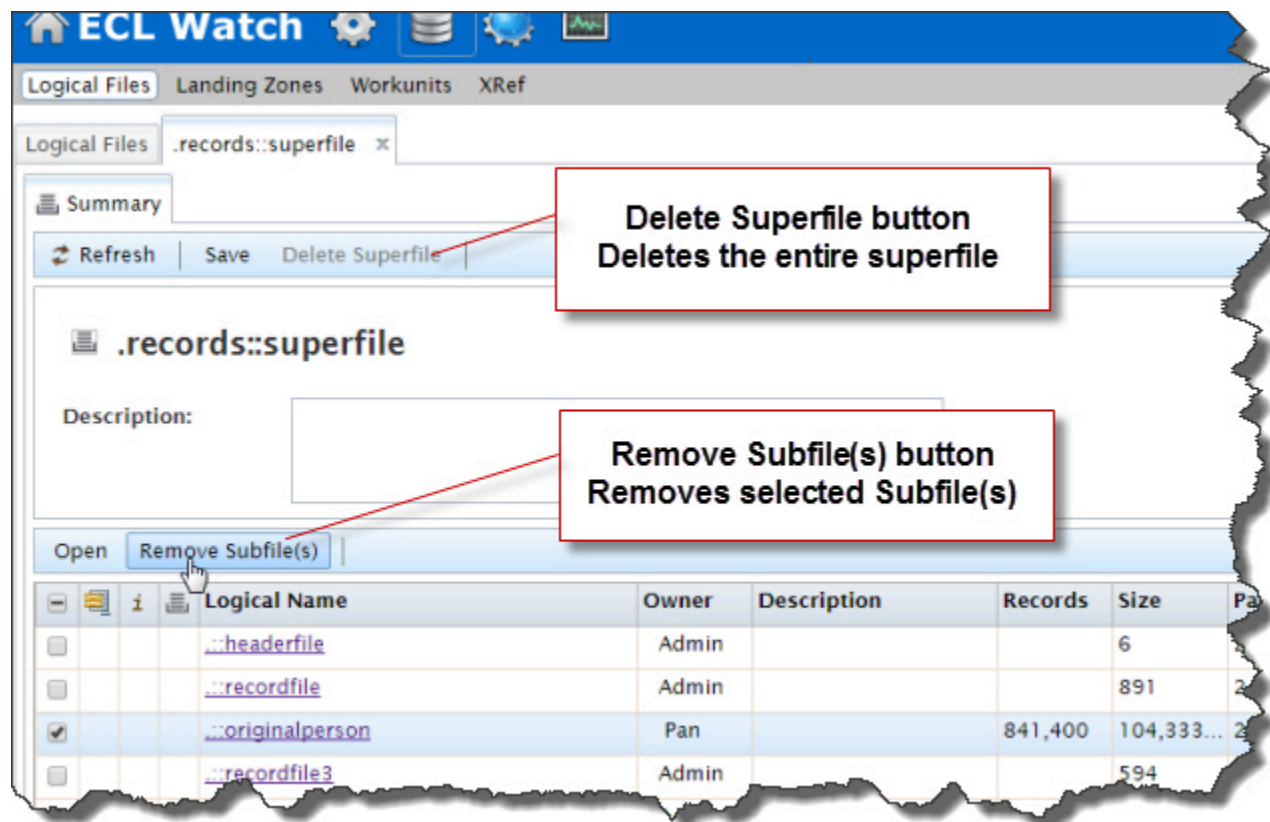 ECL Watch
Logical Files Landing Zones Workunits XRef
Logical Files .records::superfile x
Summary
Refresh Save Delete Superfile
Delete Superfile button
Deletes the entire superfile
.records::superfile
Description:
Remove Subfile(s) button
Removes selected Subfile(s)
Open Remove Subfile(s)
i Logical Name Owner Description Records Size
.::headerfile Admin 6
.::recordfile Admin 891
.::originalperson Pan 841,400 104,333...
.::recordfile3 Admin 594